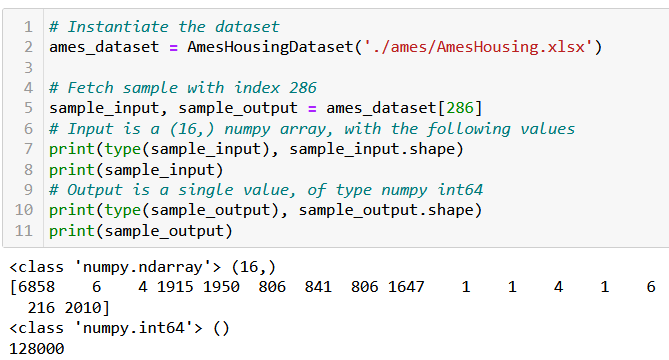 1 # Instantiate the dataset
2 ames_dataset = AmesHousingDataset('./ames/AmesHousing.xlsx')
3
4 # Fetch sample with index 286
5 sample_input, sample_output = ames_dataset[286]
6 # Input is a (16,) numpy array, with the following values
7 print(type(sample_input), sample_input.shape)
8 print(sample_input)
9 # Output is a single value, of type numpy int64
10 print(type(sample_output), sample_output.shape)
11 print(sample_output)
<class 'numpy.ndarray'> (16,)
[6858    6    4 1915 1950  806  841  806 1647    1    1    4    1    6
  216 2010]
<class 'numpy.int64'> ()
128000